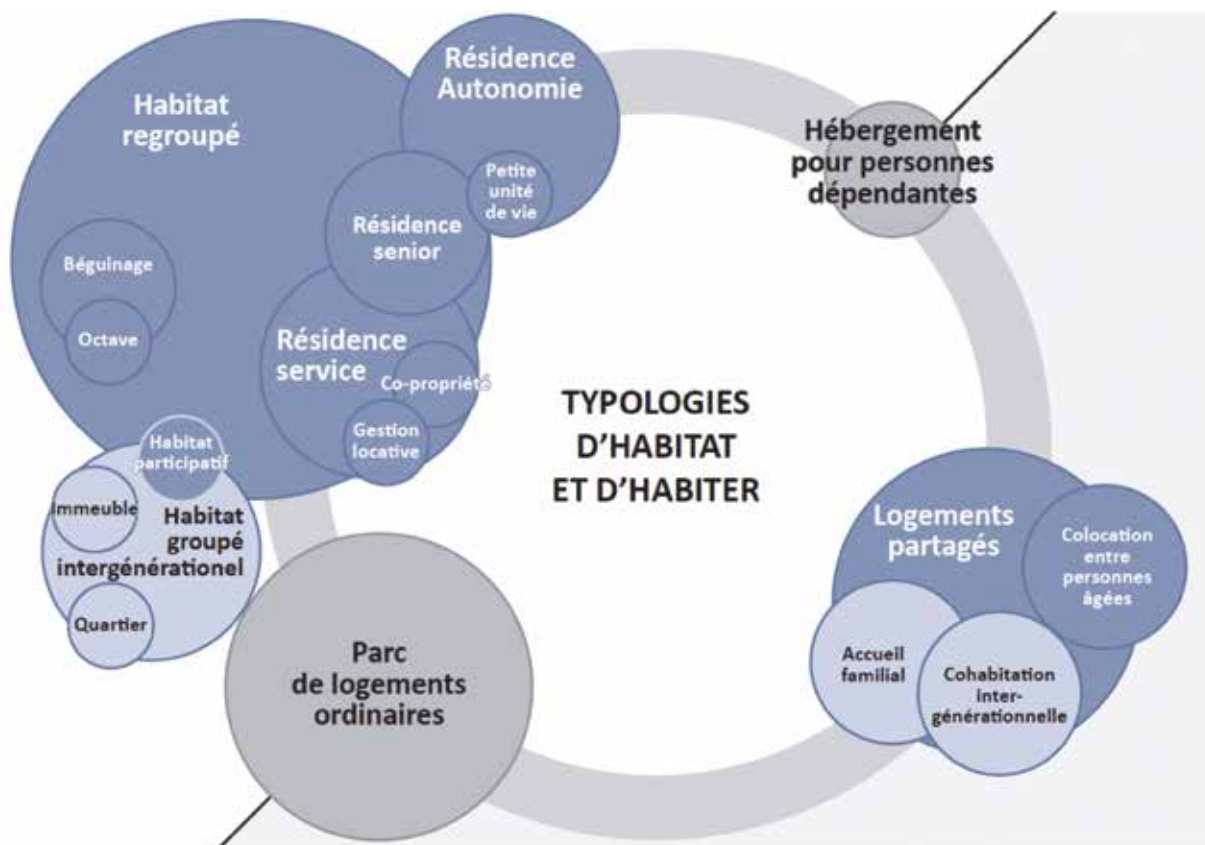 Habitat
regroupé
Résidence
Autonomie
Petite
unité
de vie
Résidence
senior
Béguinage
Octave
Résidence
service
Co-propriété
Gestion
locative
Habitat
participatif
Immeuble
Habitat
groupé
intergénérationel
Quartier
Parc
de logements
ordinaires
TYPOLOGIES
D'HABITAT
ET D'HABITER
Hébergement
pour personnes
dépendantes
Logements
partagés
Colocation
entre
personnes
âgées
Accueil
familial
Cohabitation
inter-
générationnelle